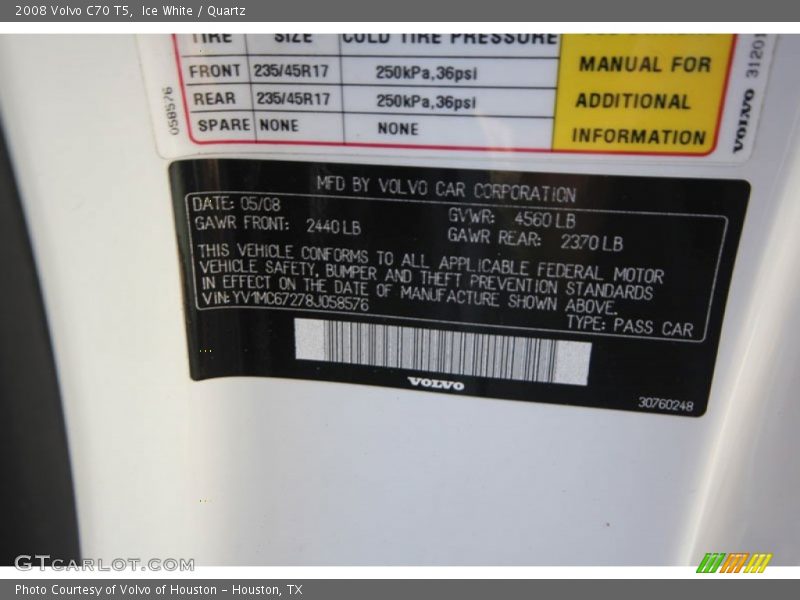 2008 Volvo C70 T5, Ice White / Quartz
TIRE SIZE COLD TIRE PRESSURE
FRONT 235/45R17 250kPa,36psi
REAR 235/45R17 250kPa,36psi
SPARE NONE NONE
MANUAL FOR
ADDITIONAL
INFORMATION
058576
VOLVO 31201
MFD BY VOLVO CAR CORPORATION
DATE: 05/08 GVWR: 4560 LB
GAWR FRONT: 2440 LB GAWR REAR: 2370 LB
THIS VEHICLE CONFORMS TO ALL APPLICABLE FEDERAL MOTOR
VEHICLE SAFETY, BUMPER AND THEFT PREVENTION STANDARDS
IN EFFECT ON THE DATE OF MANUFACTURE SHOWN ABOVE.
VIN: YV1MC67278J058576
TYPE: PASS CAR
VOLVO
30760248
GTCARLOT.COM
Photo Courtesy of Volvo of Houston - Houston, TX